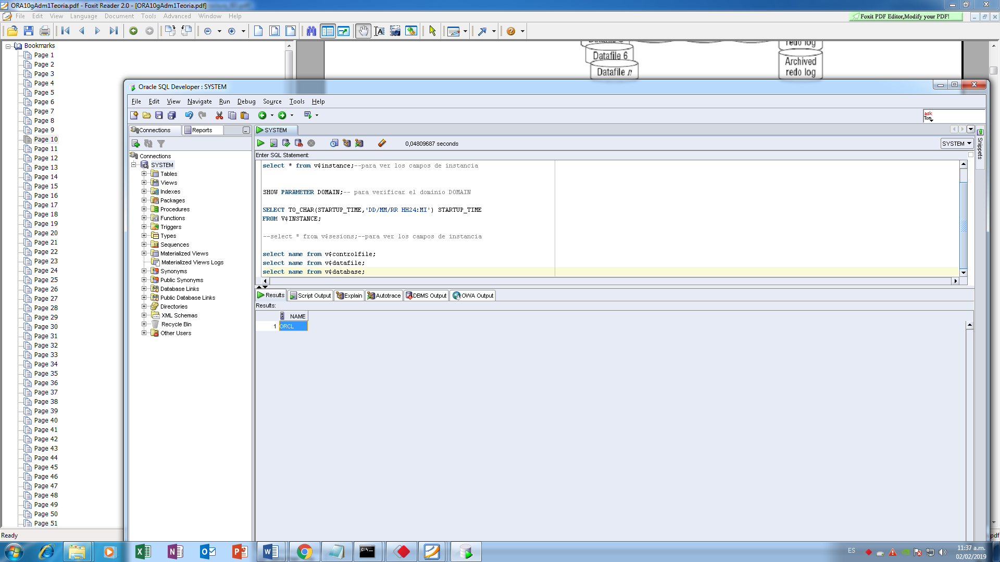 ORA10gAdm1Teoria.pdf - Foxit Reader 2.0 - [ORA10gAdm1Teoria.pdf]
File Edit View Language Document Tools Advanced Window Help
Foxit PDF Editor,Modify your PDF!
Bookmarks
Page 1
Page 2
Page 3
Page 4
Page 5
Page 6
Page 7
Page 8
Page 9
Page 10
Page 11
Page 12
Page 13
Page 14
Page 15
Page 16
Page 17
Page 18
Page 19
Page 20
Page 21
Page 22
Page 23
Page 24
Page 25
Page 26
Page 27
Page 28
Page 29
Page 30
Page 31
Page 32
Page 33
Page 34
Page 35
Page 36
Page 37
Page 38
Page 39
Page 40
Page 41
Page 42
Page 43
Page 44
Page 45
Page 46
Page 47
Page 48
Page 49
Page 50
Page 51
Ready
redo log
Datafile 6
Datafile n
Archived
redo log
Oracle SQL Developer : SYSTEM
File Edit View Navigate Run Debug Source Tools Help
ask
Tom
Connections Reports
Connections
SYSTEM
Tables
Views
Indexes
Packages
Procedures
Functions
Triggers
Types
Sequences
Materialized Views
Materialized Views Logs
Synonyms
Public Synonyms
Database Links
Public Database Links
Directories
XML Schemas
Recycle Bin
Other Users
SYSTEM
0,04809687 seconds
SYSTEM
Snippets
Enter SQL Statement:
select * from v$instance;--para ver los campos de instancia
SHOW PARAMETER DOMAIN;-- para verificar el dominio DOMAIN
SELECT TO_CHAR(STARTUP_TIME,'DD/MM/RR HH24:MI') STARTUP_TIME
FROM V$INSTANCE;
--select * from v$sesions;--para ver los campos de instancia
select name from v$controlfile;
select name from v$datafile;
select name from v$database;
Results Script Output Explain Autotrace DBMS Output OWA Output
Results:
NAME
1 ORCL
pdf
ES
11:37 a.m.
02/02/2019